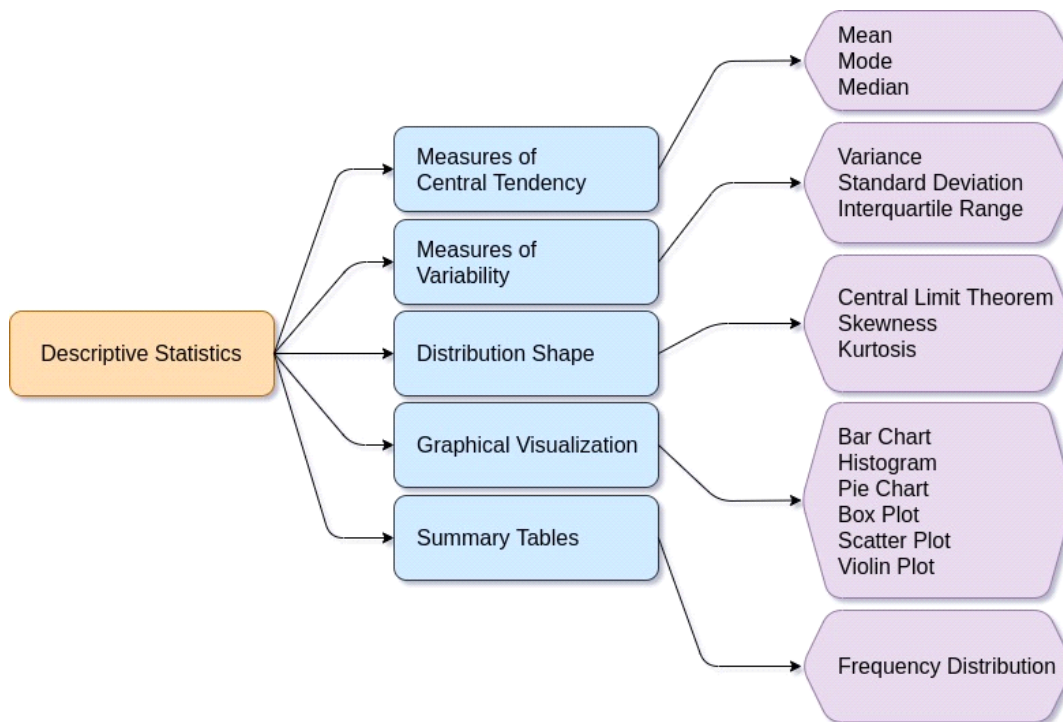 Descriptive Statistics
Measures of
Central Tendency
Measures of
Variability
Distribution Shape
Graphical Visualization
Summary Tables
Mean
Mode
Median
Variance
Standard Deviation
Interquartile Range
Central Limit Theorem
Skewness
Kurtosis
Bar Chart
Histogram
Pie Chart
Box Plot
Scatter Plot
Violin Plot
Frequency Distribution